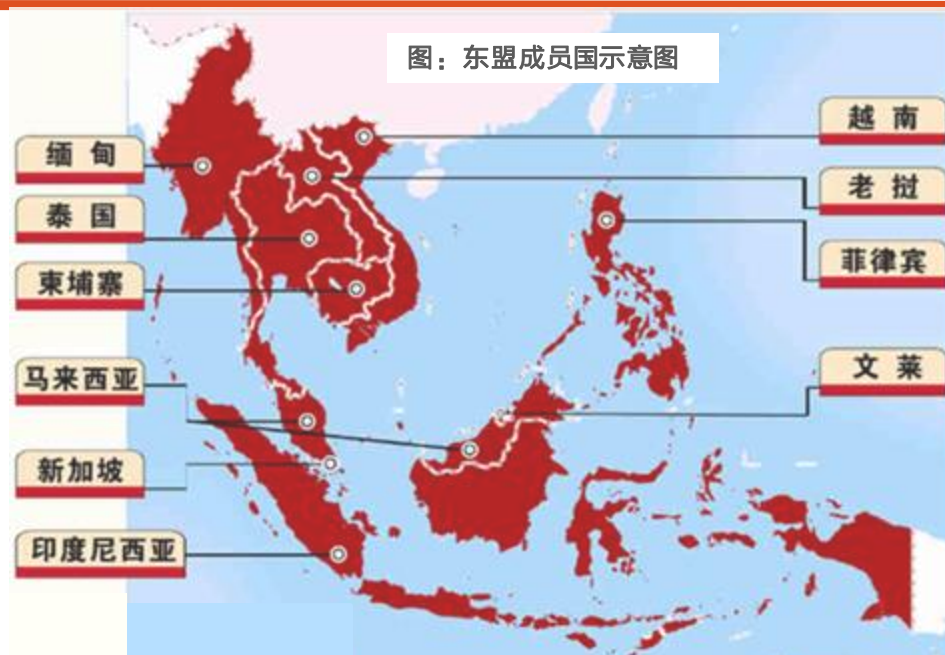 图：东盟成员国示意图
缅甸
泰国
柬埔寨
马来西亚
新加坡
印度尼西亚
越南
老挝
菲律宾
文莱